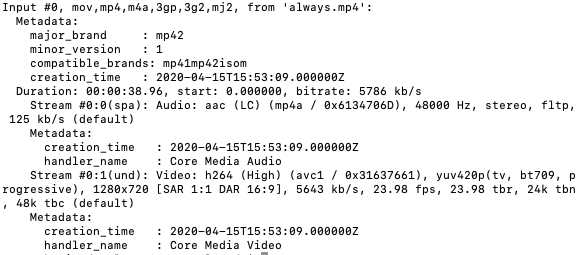 Input #0, mov,mp4,m4a,3gp,3g2,mj2, from 'always.mp4':
  Metadata:
    major_brand     : mp42
    minor_version   : 1
    compatible_brands: mp41mp42isom
    creation_time   : 2020-04-15T15:53:09.000000Z
  Duration: 00:00:38.96, start: 0.000000, bitrate: 5786 kb/s
    Stream #0:0(spa): Audio: aac (LC) (mp4a / 0x6134706D), 48000 Hz, stereo, fltp,
 125 kb/s (default)
    Metadata:
      creation_time   : 2020-04-15T15:53:09.000000Z
      handler_name    : Core Media Audio
    Stream #0:1(und): Video: h264 (High) (avc1 / 0x31637661), yuv420p(tv, bt709, p
rogressive), 1280x720 [SAR 1:1 DAR 16:9], 5643 kb/s, 23.98 fps, 23.98 tbr, 24k tbn
, 48k tbc (default)
    Metadata:
      creation_time   : 2020-04-15T15:53:09.000000Z
      handler_name    : Core Media Video